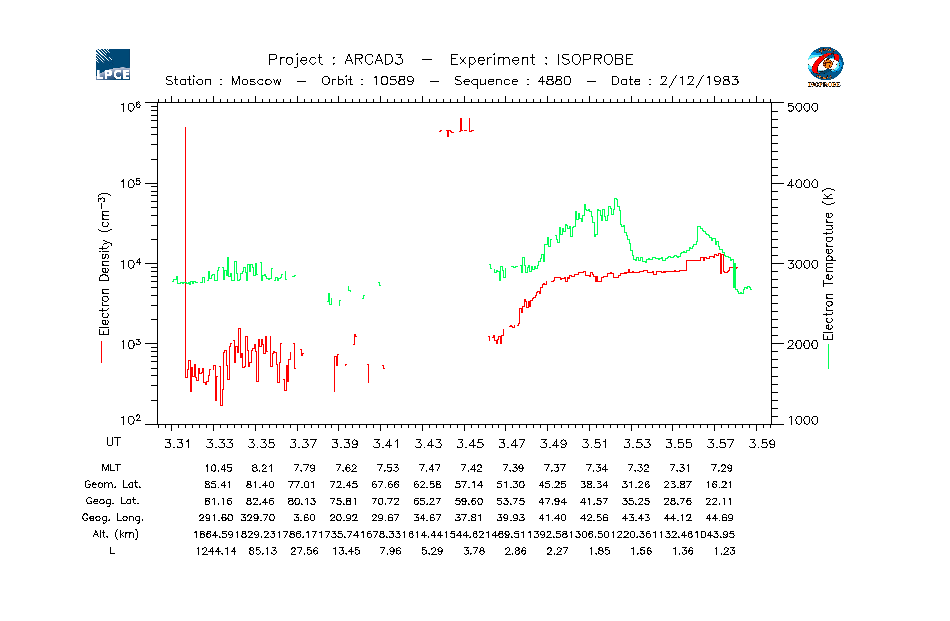 LPCE
Project : ARCAD3 — Experiment : ISOPROBE
Station : Moscow — Orbit : 10589 — Sequence : 4880 — Date : 2/12/1983
ISOPROBE
10⁶ 5000
10⁵ 4000
10⁴ 3000
10³ 2000
10² 1000
Electron Density (cm⁻³)
Electron Temperature (K)
UT 3.31 3.33 3.35 3.37 3.39 3.41 3.43 3.45 3.47 3.49 3.51 3.53 3.55 3.57 3.59
MLT 10.45 8.21 7.79 7.62 7.53 7.47 7.42 7.39 7.37 7.34 7.32 7.31 7.29
Geom. Lat. 85.41 81.40 77.01 72.45 67.66 62.58 57.14 51.30 45.25 38.34 31.26 23.87 16.21
Geog. Lat. 81.16 82.46 80.13 75.81 70.72 65.27 59.60 53.75 47.94 41.57 35.25 28.76 22.11
Geog. Long. 291.60 329.70 3.60 20.92 29.67 34.67 37.81 39.93 41.40 42.56 43.43 44.12 44.69
Alt. (km) 1864.591829.231786.171735.741678.331614.441544.621469.511392.581306.501220.361132.461043.95
L 1244.14 85.13 27.56 13.45 7.96 5.29 3.78 2.86 2.27 1.85 1.56 1.36 1.23